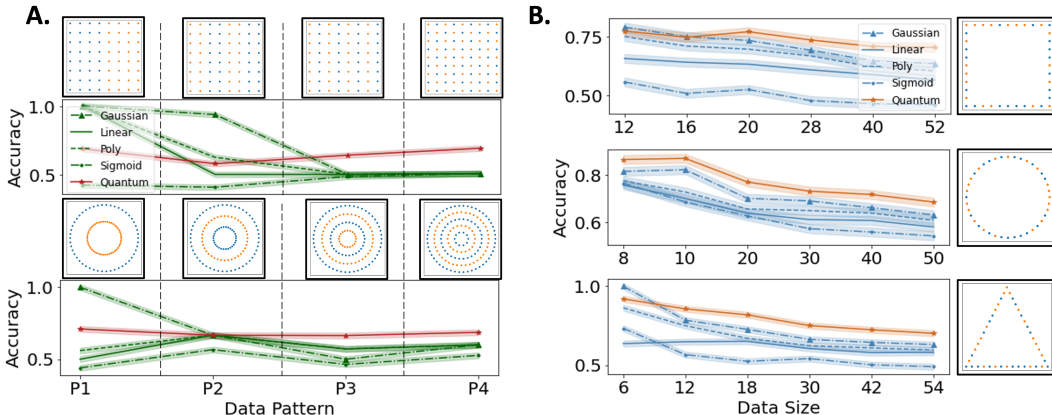 A.
Accuracy
1.0
0.5
Gaussian
Linear
Poly
Sigmoid
Quantum
Accuracy
1.0
0.5
P1 P2 P3 P4
Data Pattern
B.
0.75
0.50
Gaussian
Linear
Poly
Sigmoid
Quantum
12 16 20 28 40 52
Accuracy
0.8
0.6
8 10 20 30 40 50
1.0
0.5
6 12 18 30 42 54
Data Size